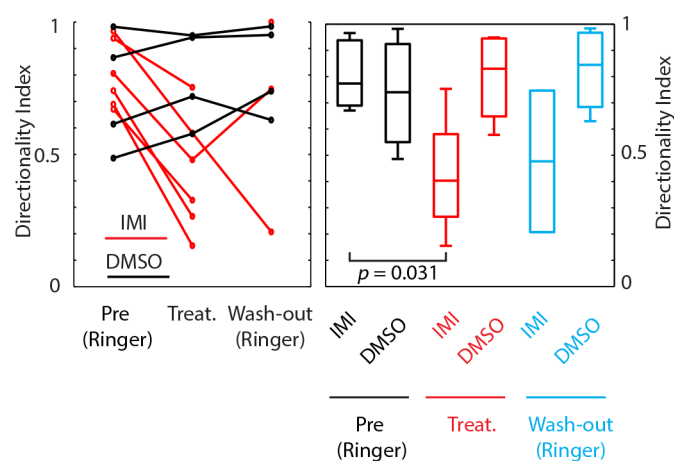 1
0.5
0
Directionality Index
IMI
DMSO
Pre
(Ringer)
Treat.
Wash-out
(Ringer)
1
0.5
0
Directionality Index
p = 0.031
IMI
DMSO
IMI
DMSO
IMI
DMSO
Pre
(Ringer)
Treat.
Wash-out
(Ringer)